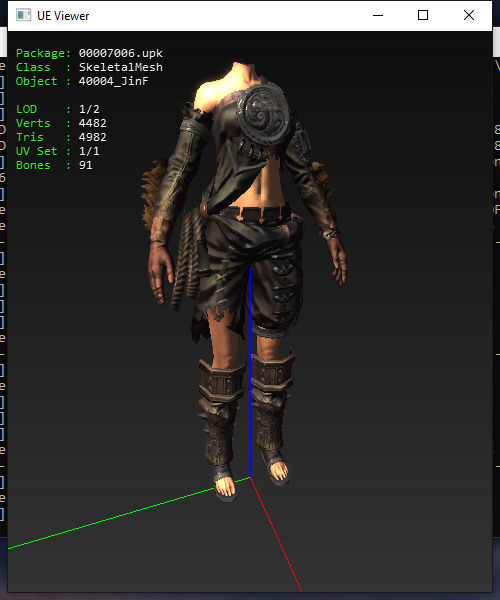 UE Viewer
Package: 00007006.upk
Class : SkeletalMesh
Object : 40004_JinF
LOD : 1/2
Verts : 4482
Tris : 4982
UV Set : 1/1
Bones : 91